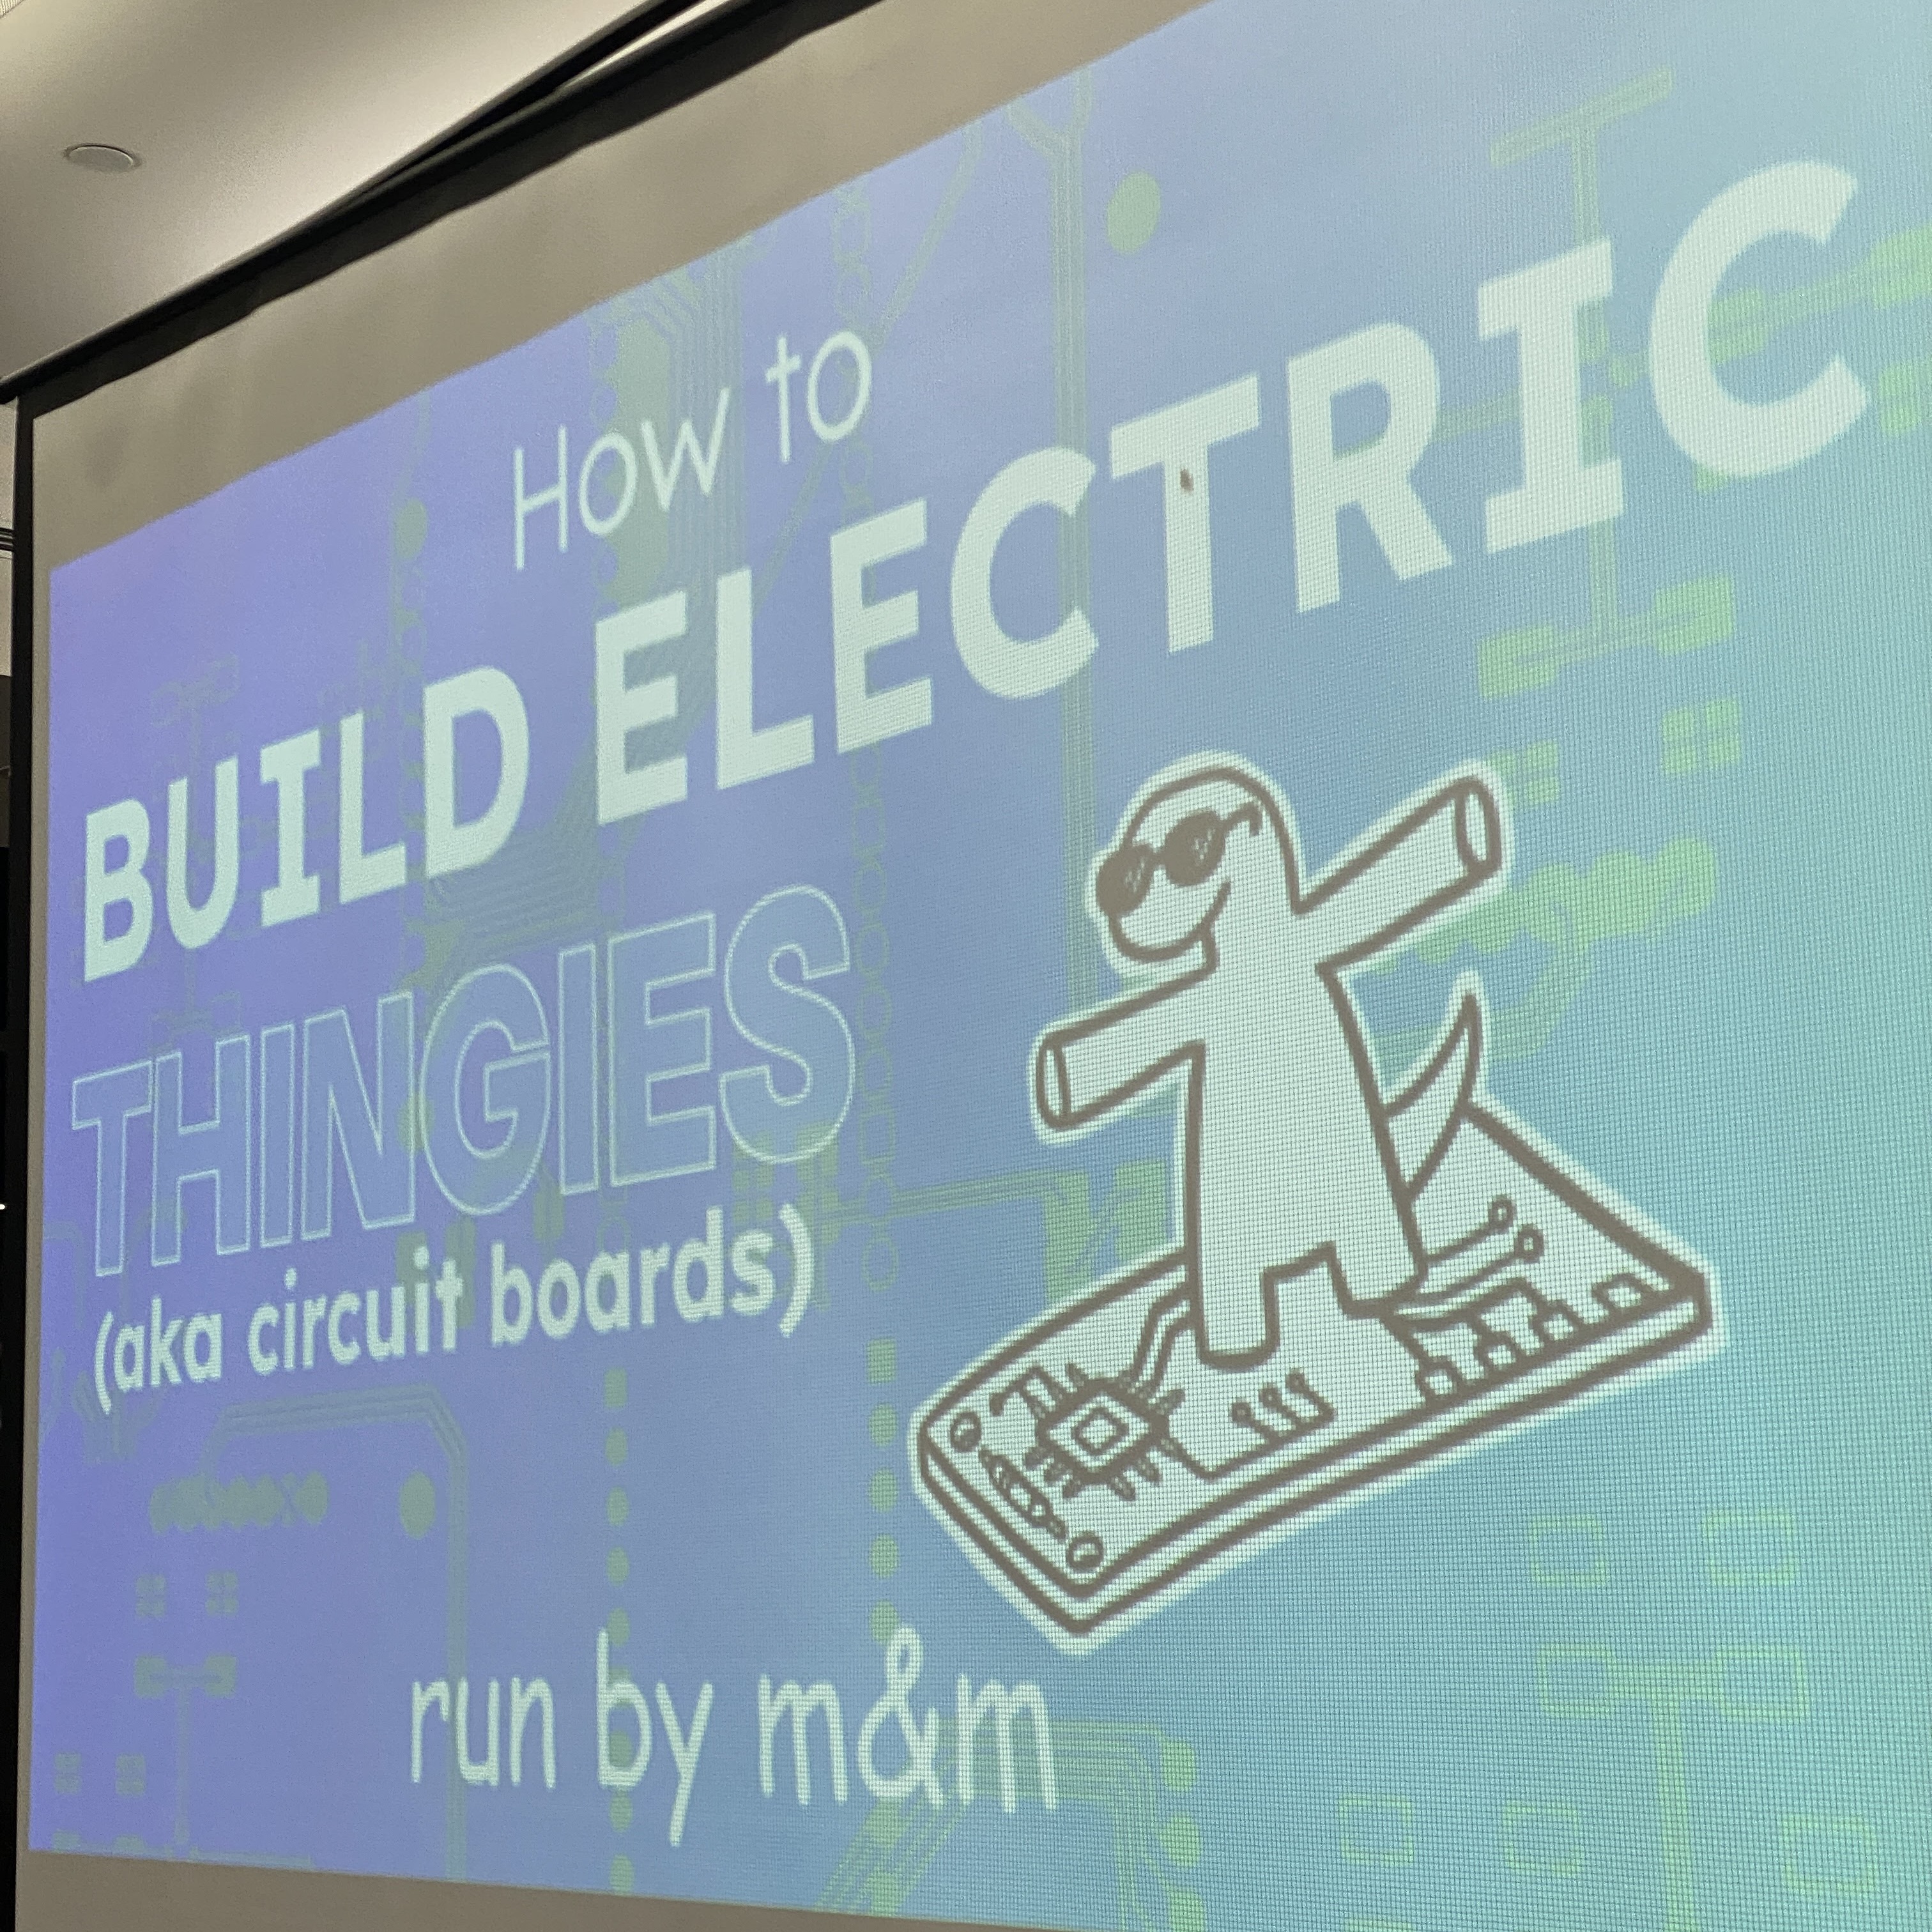 How to
BUILD ELECTRIC
THINGIES
(aka circuit boards)
run by m&m